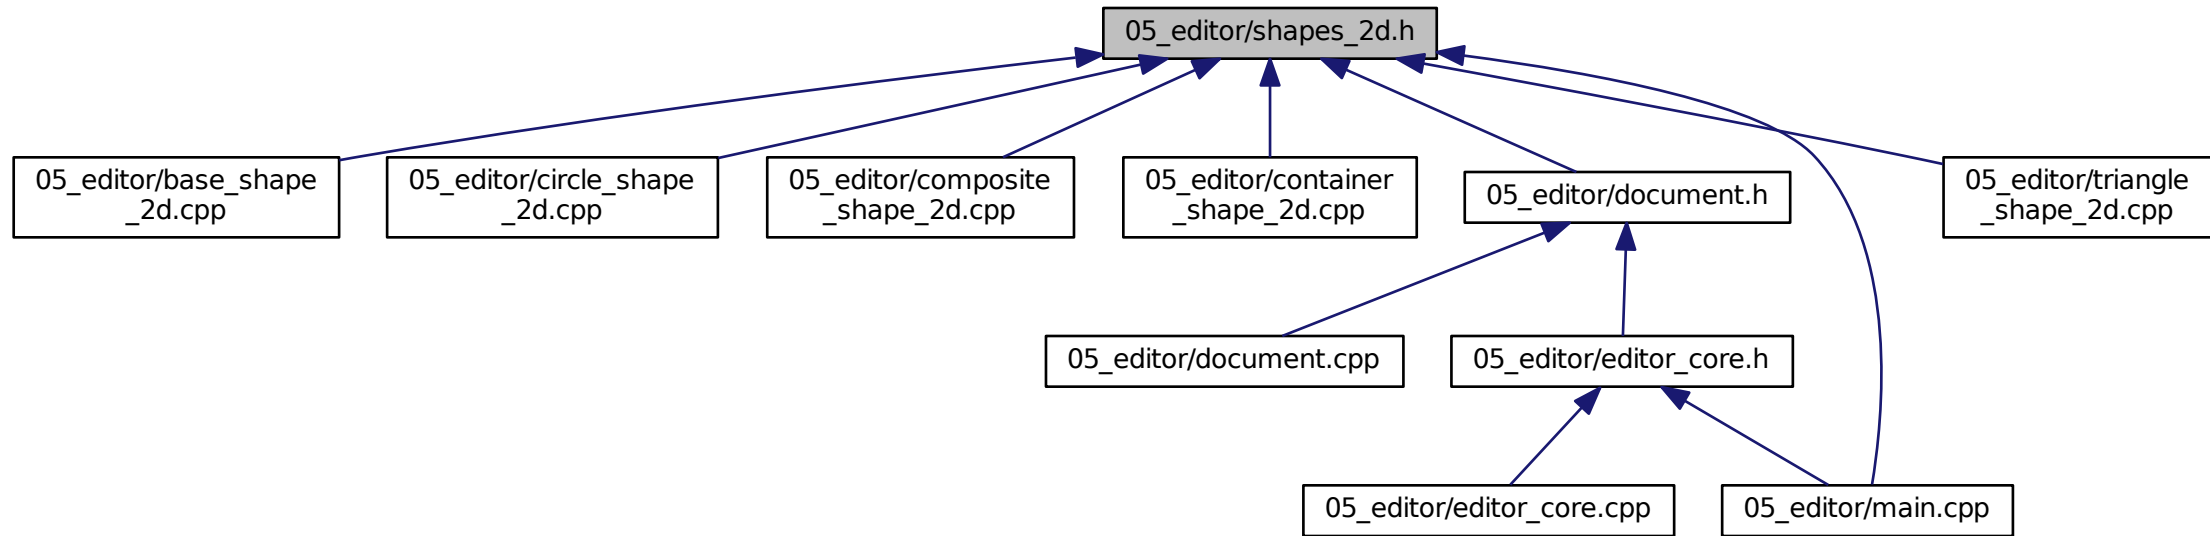 05_editor/shapes_2d.h
05_editor/base_shape
_2d.cpp
05_editor/circle_shape
_2d.cpp
05_editor/composite
_shape_2d.cpp
05_editor/container
_shape_2d.cpp
05_editor/document.h
05_editor/triangle
_shape_2d.cpp
05_editor/document.cpp
05_editor/editor_core.h
05_editor/editor_core.cpp
05_editor/main.cpp